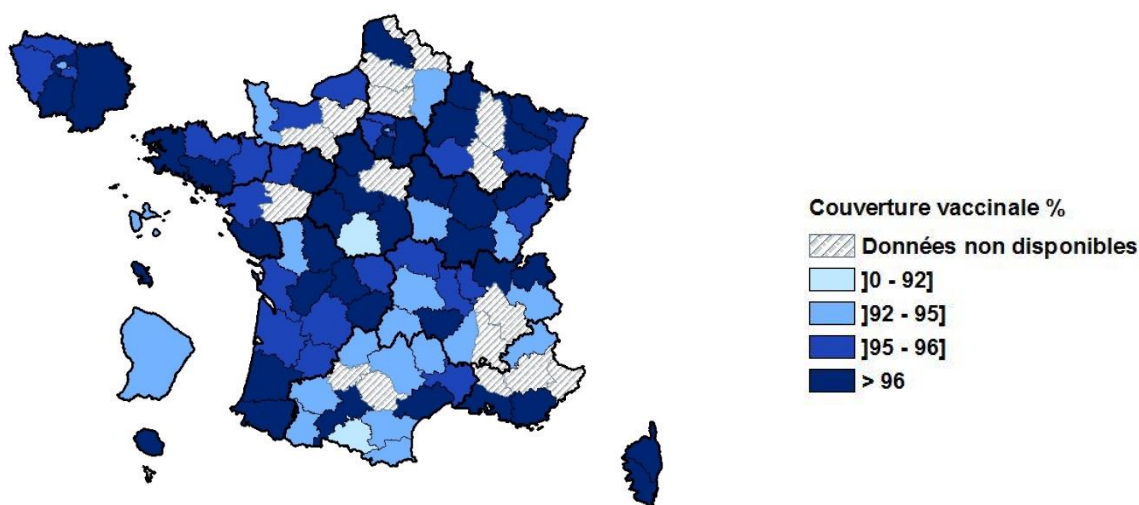 Couverture vaccinale %
Données non disponibles
]0 - 92]
]92 - 95]
]95 - 96]
> 96